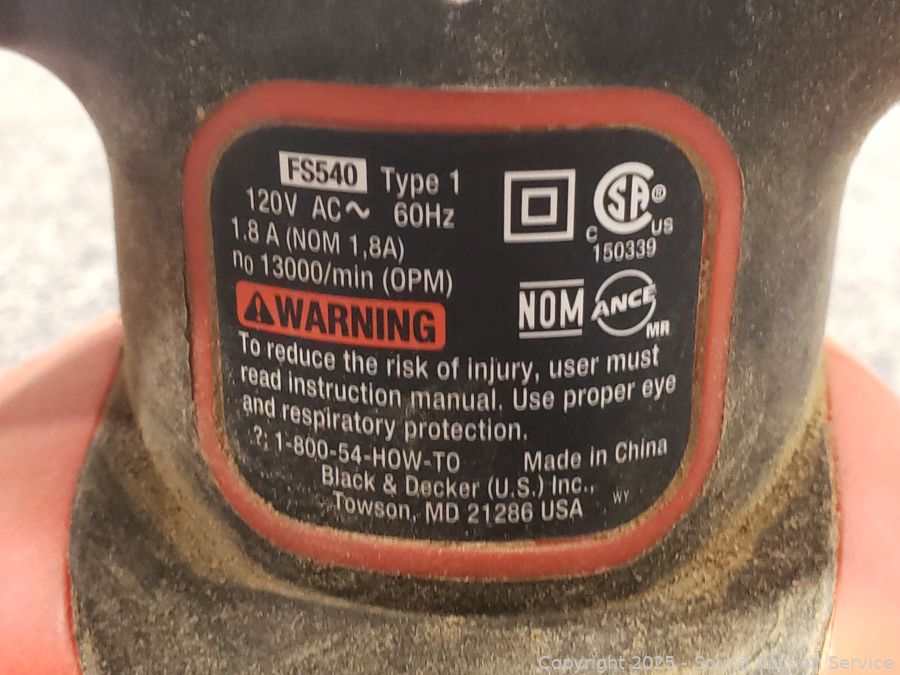 FS540 Type 1
120V AC~ 60Hz
1.8 A (NOM 1,8A)
n0 13000/min (OPM)
SA®
C US
150339
NOM ANCE
MR
WARNING
To reduce the risk of injury, user must
read instruction manual. Use proper eye
and respiratory protection.
?; 1-800-54-HOW-TO Made in China
Black & Decker (U.S.) Inc.,
Towson, MD 21286 USA WY
Copyright 2025 - Sound Auction Service